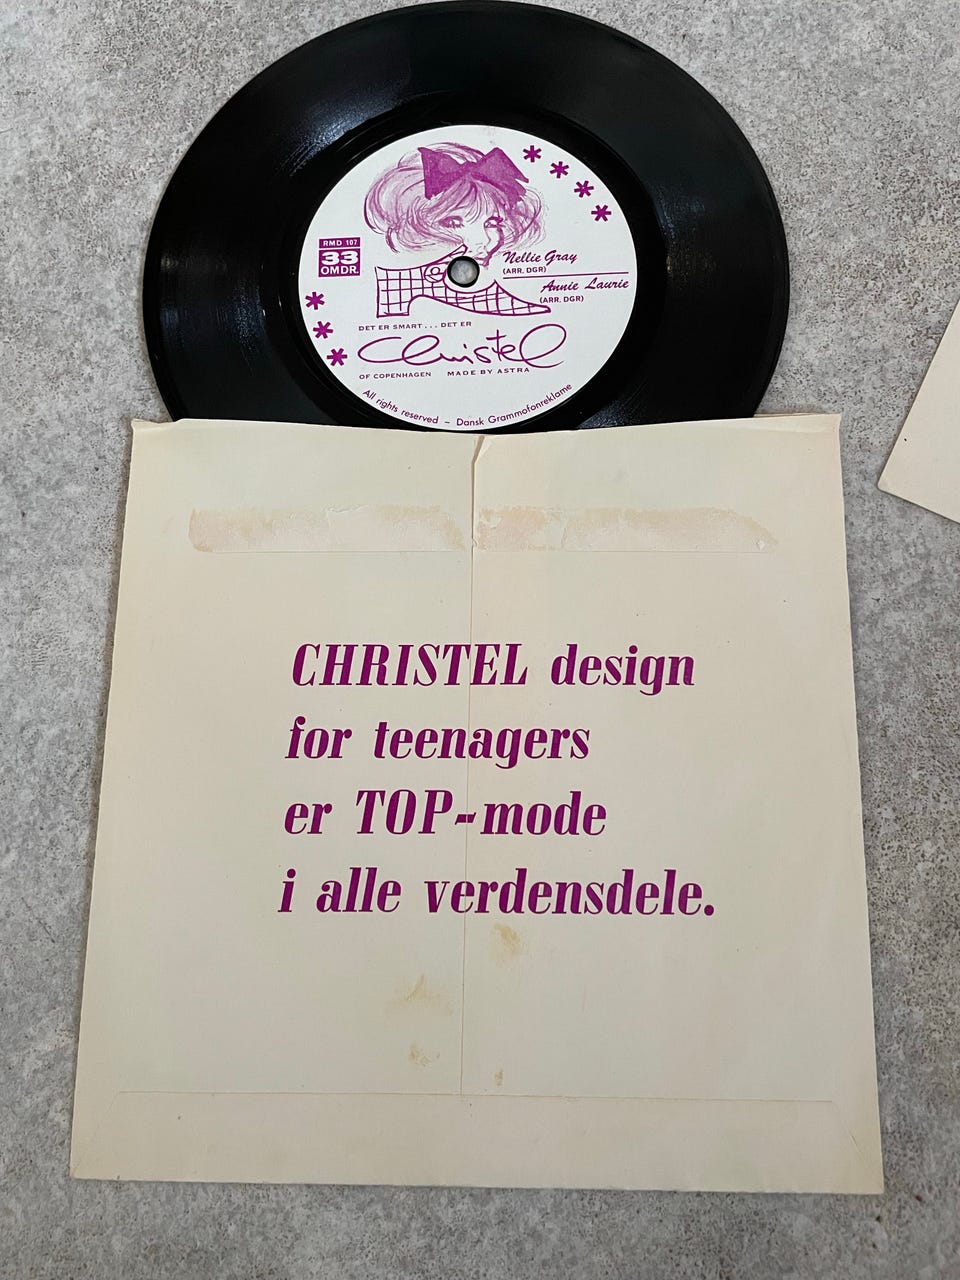 RMD 107
33
OMDR.
Nellie Gray
(ARR. DGR)
Annie Laurie
(ARR. DGR)
DET ER SMART... DET ER
Christel
OF COPENHAGEN MADE BY ASTRA
All rights reserved – Dansk Grammofonreklame
CHRISTEL design
for teenagers
er TOP-mode
i alle verdensdele.